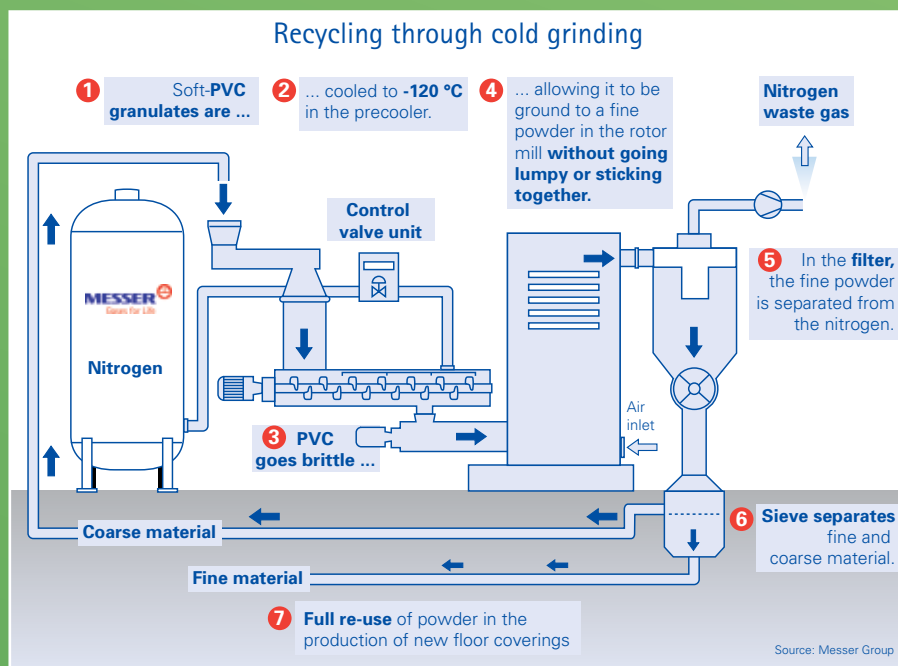 Recycling through cold grinding
1
Soft-PVC
granulates are ...
2
... cooled to -120 °C
in the precooler.
4
... allowing it to be
ground to a fine
powder in the rotor
mill without going
lumpy or sticking
together.
Nitrogen
waste gas
Control
valve unit
5
In the filter,
the fine powder
is separated from
the nitrogen.
MESSER
Gases for Life
Nitrogen
Air
inlet
3
PVC
goes brittle ...
6
Sieve separates
fine and
coarse material.
Coarse material
Fine material
7
Full re-use of powder in the
production of new floor coverings
Source: Messer Group